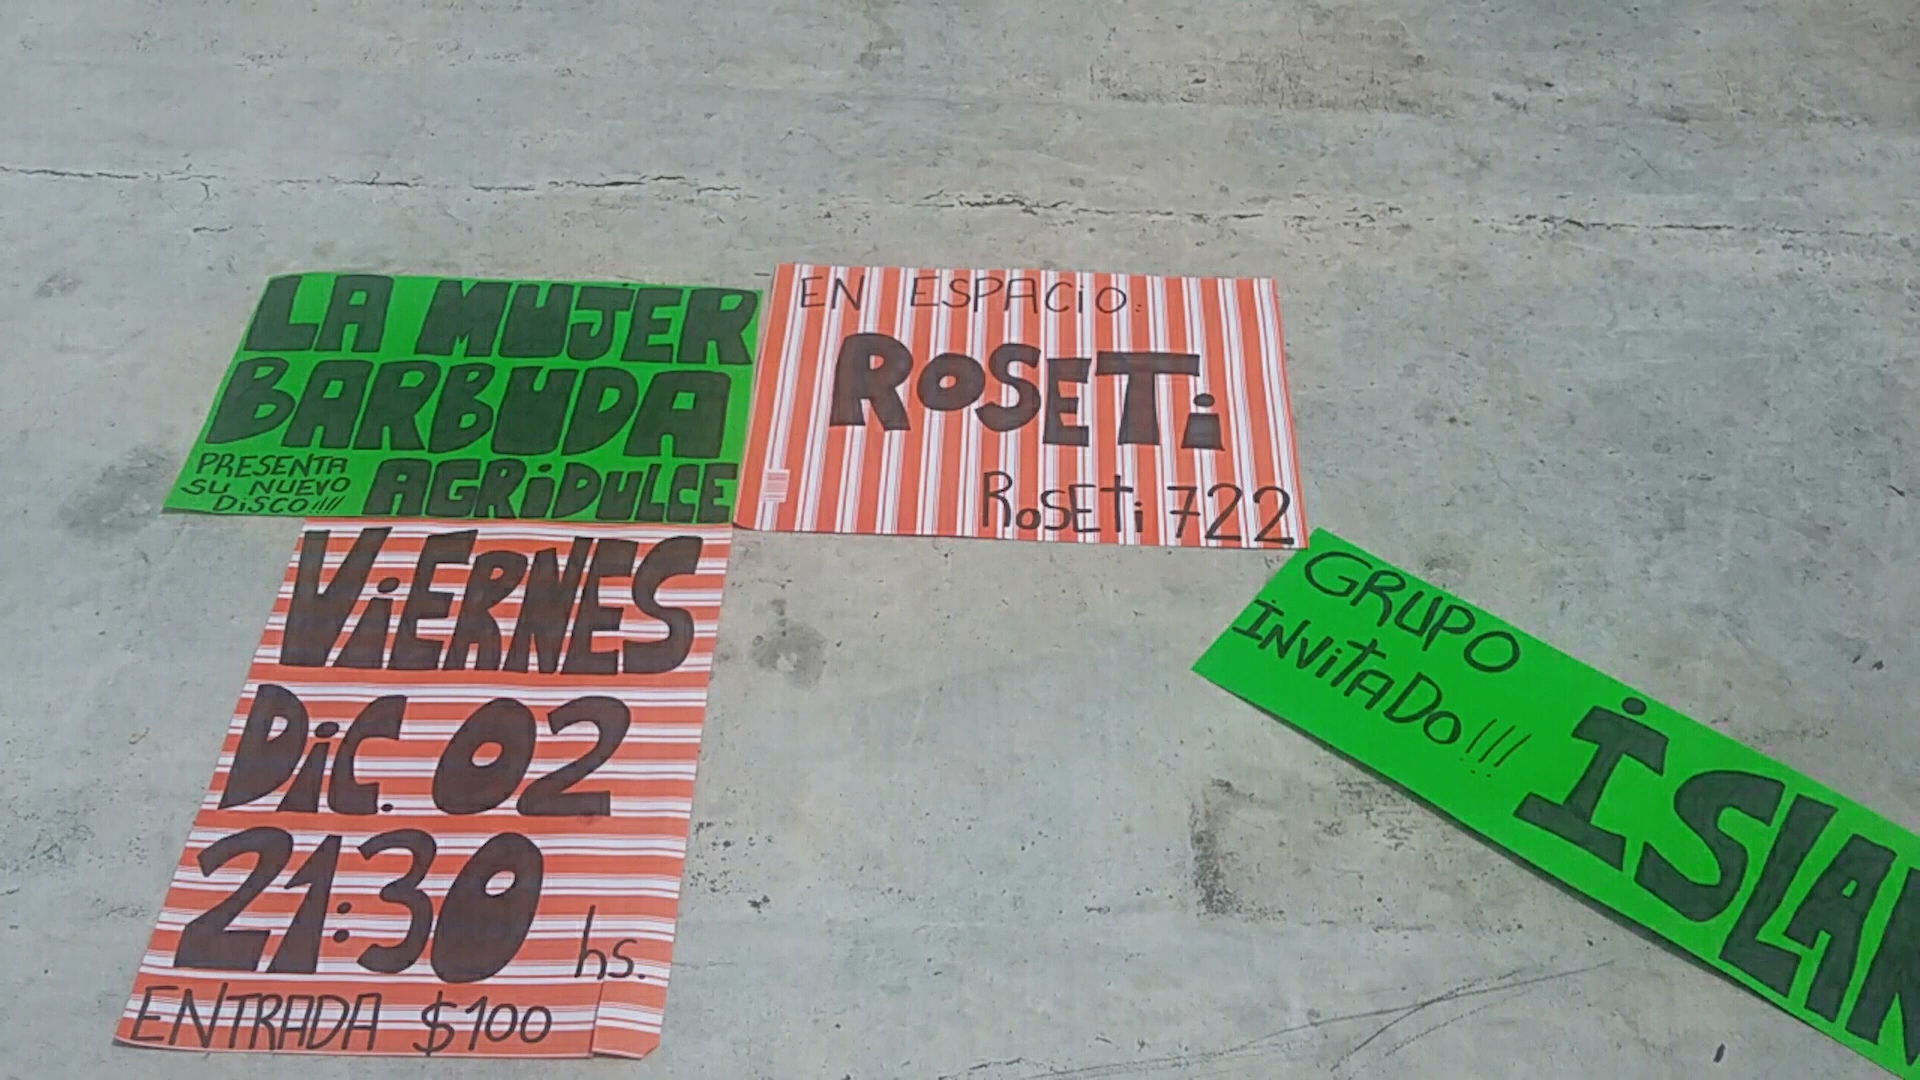 LA MUJER
BARBUDA
PRESENTA
SU NUEVO
DiSCO!!!!
AGRiDULCE
EN ESPACiO:
ROSETi
ROSETi 722
ViERNES
DiC. 02
21:30 hs.
ENTRADA $100
GRUPO
INViTADO!!!